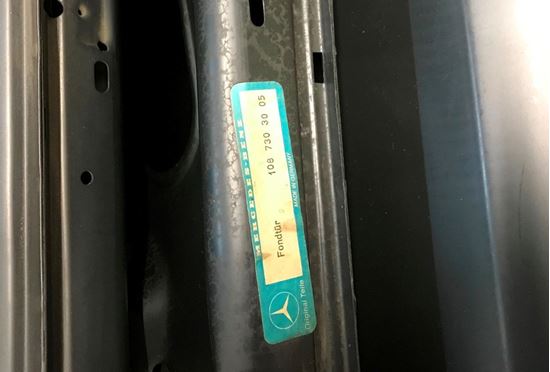 MERCEDES-BENZ
Fondtür 108 730 30 05
MADE IN GERMANY
Original Teile